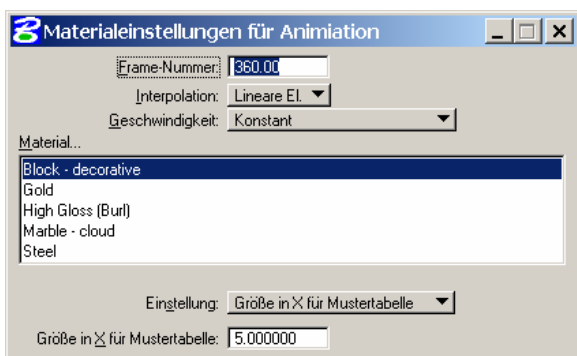 Materialeinstellungen für Animiation
Frame-Nummer: 360.00
Interpolation: Lineare El.
Geschwindigkeit: Konstant
Material...
Block - decorative
Gold
High Gloss (Burl)
Marble - cloud
Steel
Einstellung: Größe in X für Mustertabelle
Größe in X für Mustertabelle: 5.000000